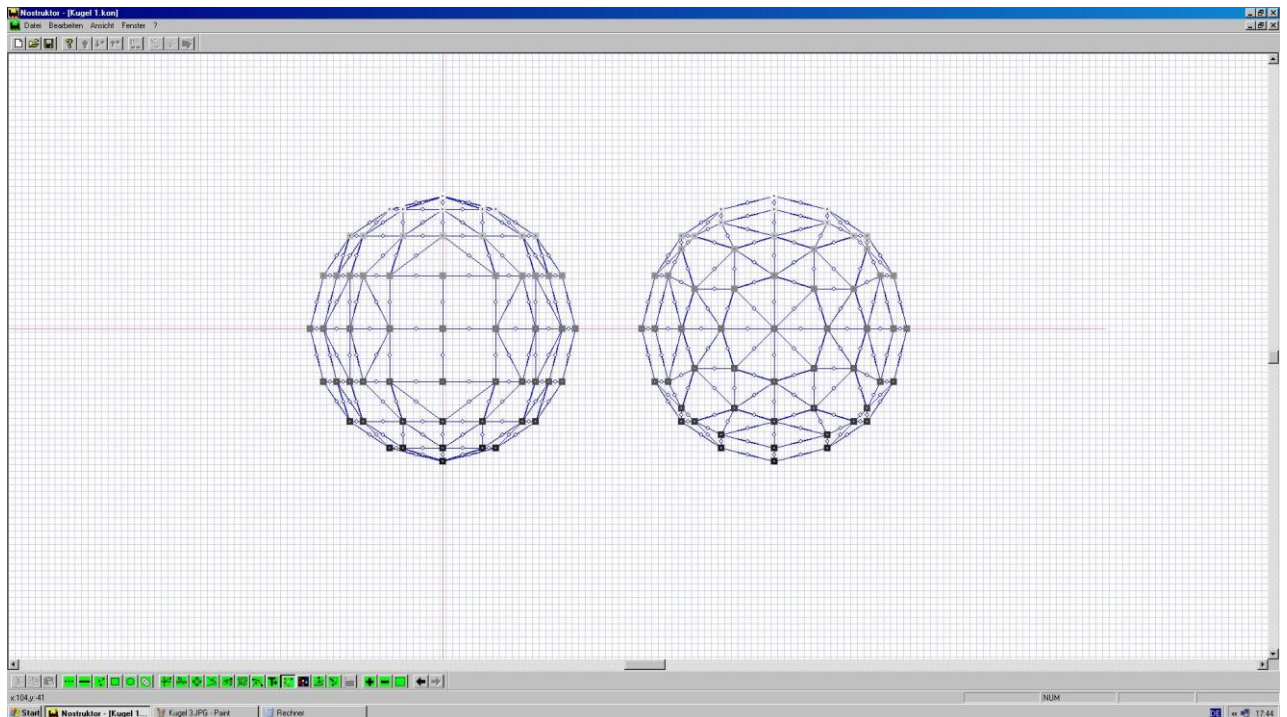 Nostruktor - [Kugel 1.kon]
Datei Bearbeiten Ansicht Fenster ?
x:104,y:-41
NUM
Start Nostruktor - [Kugel 1... Kugel 3.JPG - Paint Rechner DE « 17:44